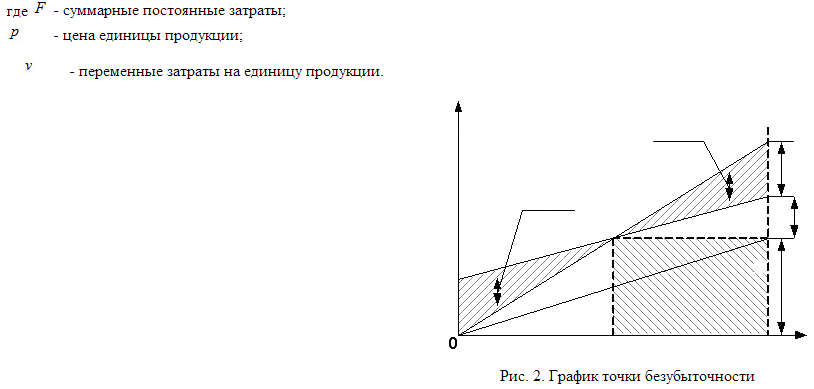 где F - суммарные постоянные затраты;
p - цена единицы продукции;
v - переменные затраты на единицу продукции.
0
Рис. 2. График точки безубыточности